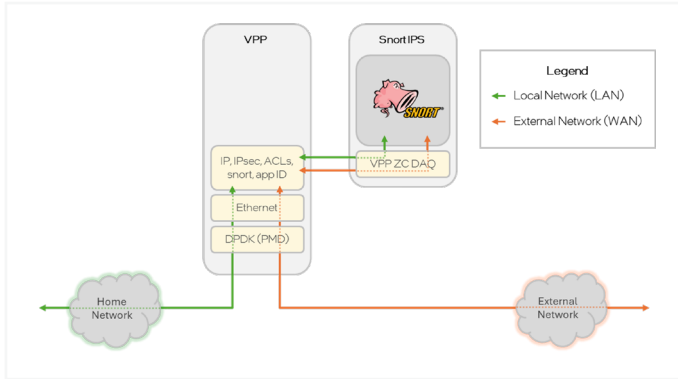 VPP
Snort IPS
Legend
Local Network (LAN)
External Network (WAN)
SNORT
IP, IPsec, ACLs,
snort, app ID
VPP ZC DAQ
Ethernet
DPDK (PMD)
Home
Network
External
Network